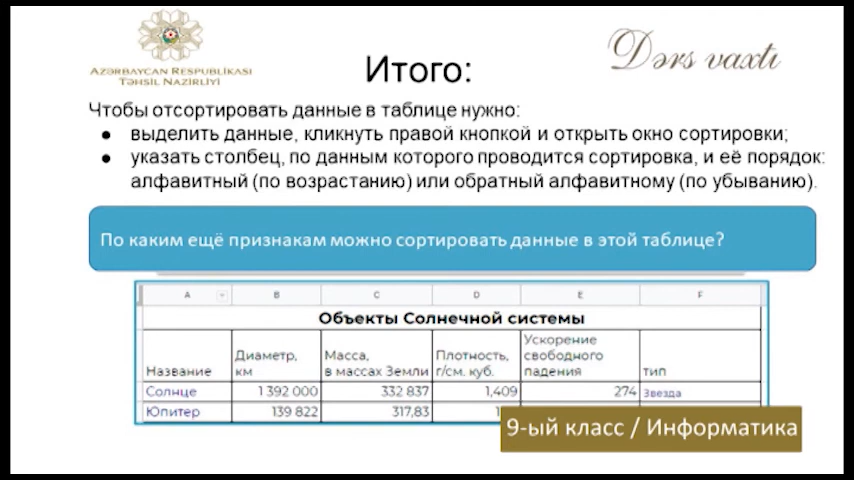 AZƏRBAYCAN RESPUBLİKASI
TƏHSİL NAZİRLİYİ
Dərs vaxtı
Итого:
Чтобы отсортировать данные в таблице нужно:
● выделить данные, кликнуть правой кнопкой и открыть окно сортировки;
● указать столбец, по данным которого проводится сортировка, и её порядок:
алфавитный (по возрастанию) или обратный алфавитному (по убыванию).
По каким ещё признакам можно сортировать данные в этой таблице?
A B C D E F
Объекты Солнечной системы
Название Диаметр, км Масса, в массах Земли Плотность, г/см. куб. Ускорение свободного падения тип
Солнце 1 392 000 332 837 1,409 274 Звезда
Юпитер 139 822 317,83
9-ый класс / Информатика